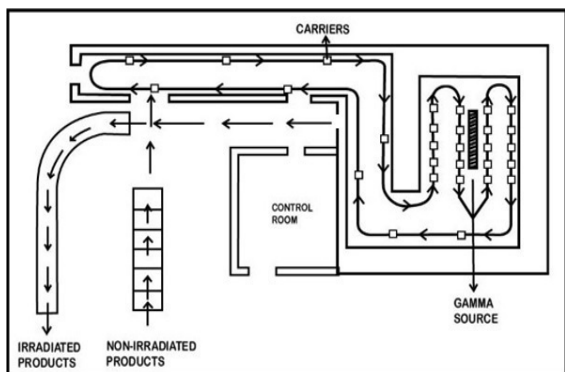 CARRIERS
CONTROL
ROOM
GAMMA
SOURCE
IRRADIATED
PRODUCTS
NON-IRRADIATED
PRODUCTS